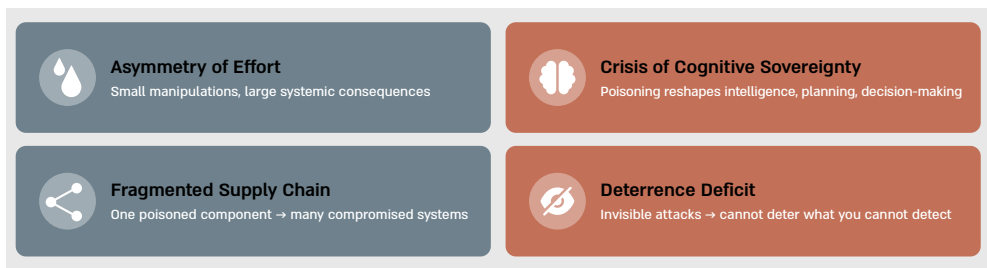 Asymmetry of Effort
Small manipulations, large systemic consequences
Crisis of Cognitive Sovereignty
Poisoning reshapes intelligence, planning, decision-making
Fragmented Supply Chain
One poisoned component → many compromised systems
Deterrence Deficit
Invisible attacks → cannot deter what you cannot detect